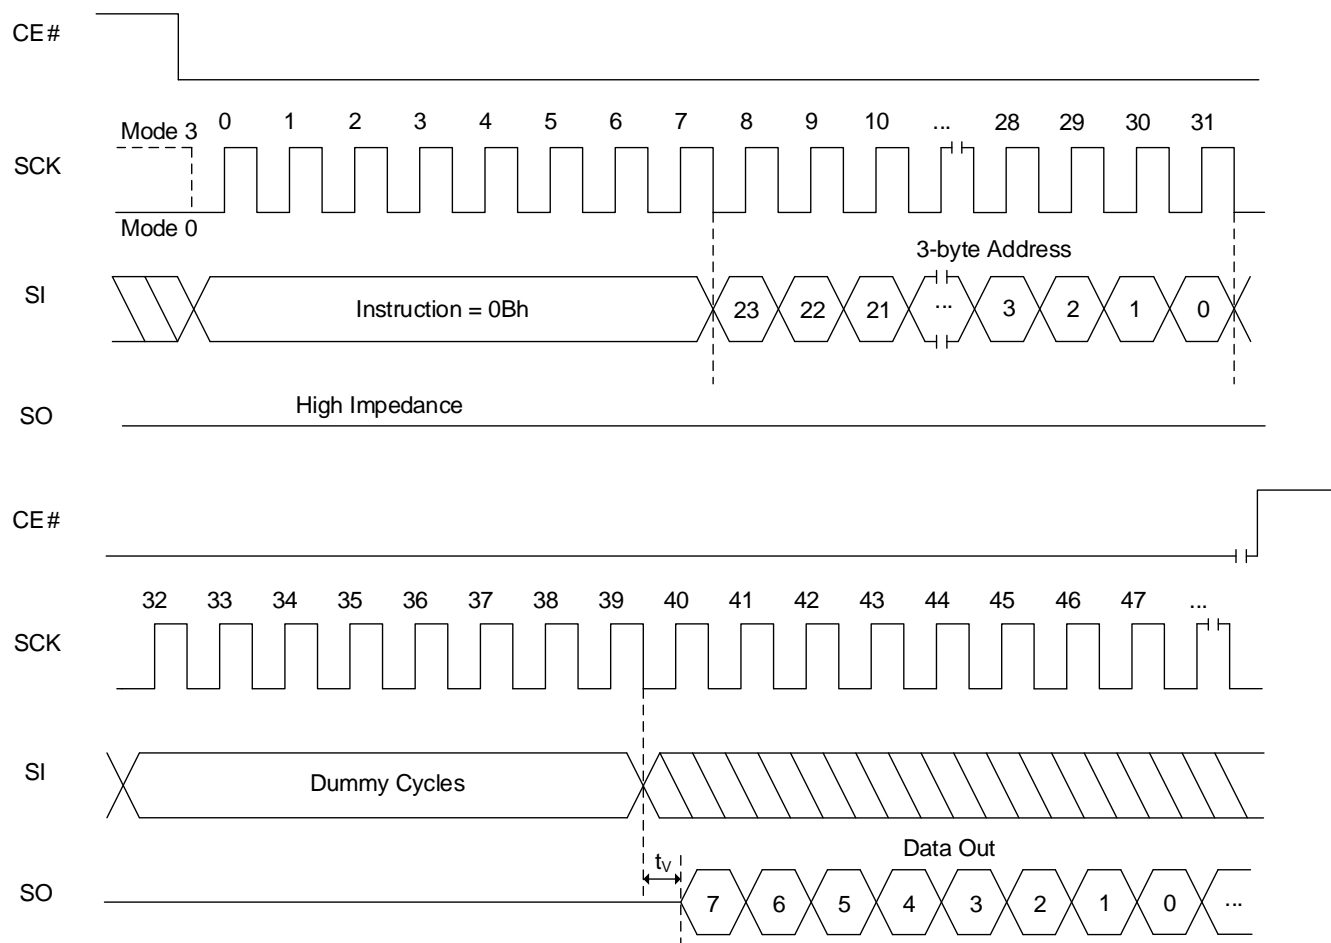 CE#
Mode 3 0 1 2 3 4 5 6 7 8 9 10 ... 28 29 30 31
SCK
Mode 0
3-byte Address
SI Instruction = 0Bh 23 22 21 ... 3 2 1 0
High Impedance
SO
CE#
32 33 34 35 36 37 38 39 40 41 42 43 44 45 46 47 ...
SCK
SI Dummy Cycles
Data Out
tV
SO 7 6 5 4 3 2 1 0 ...